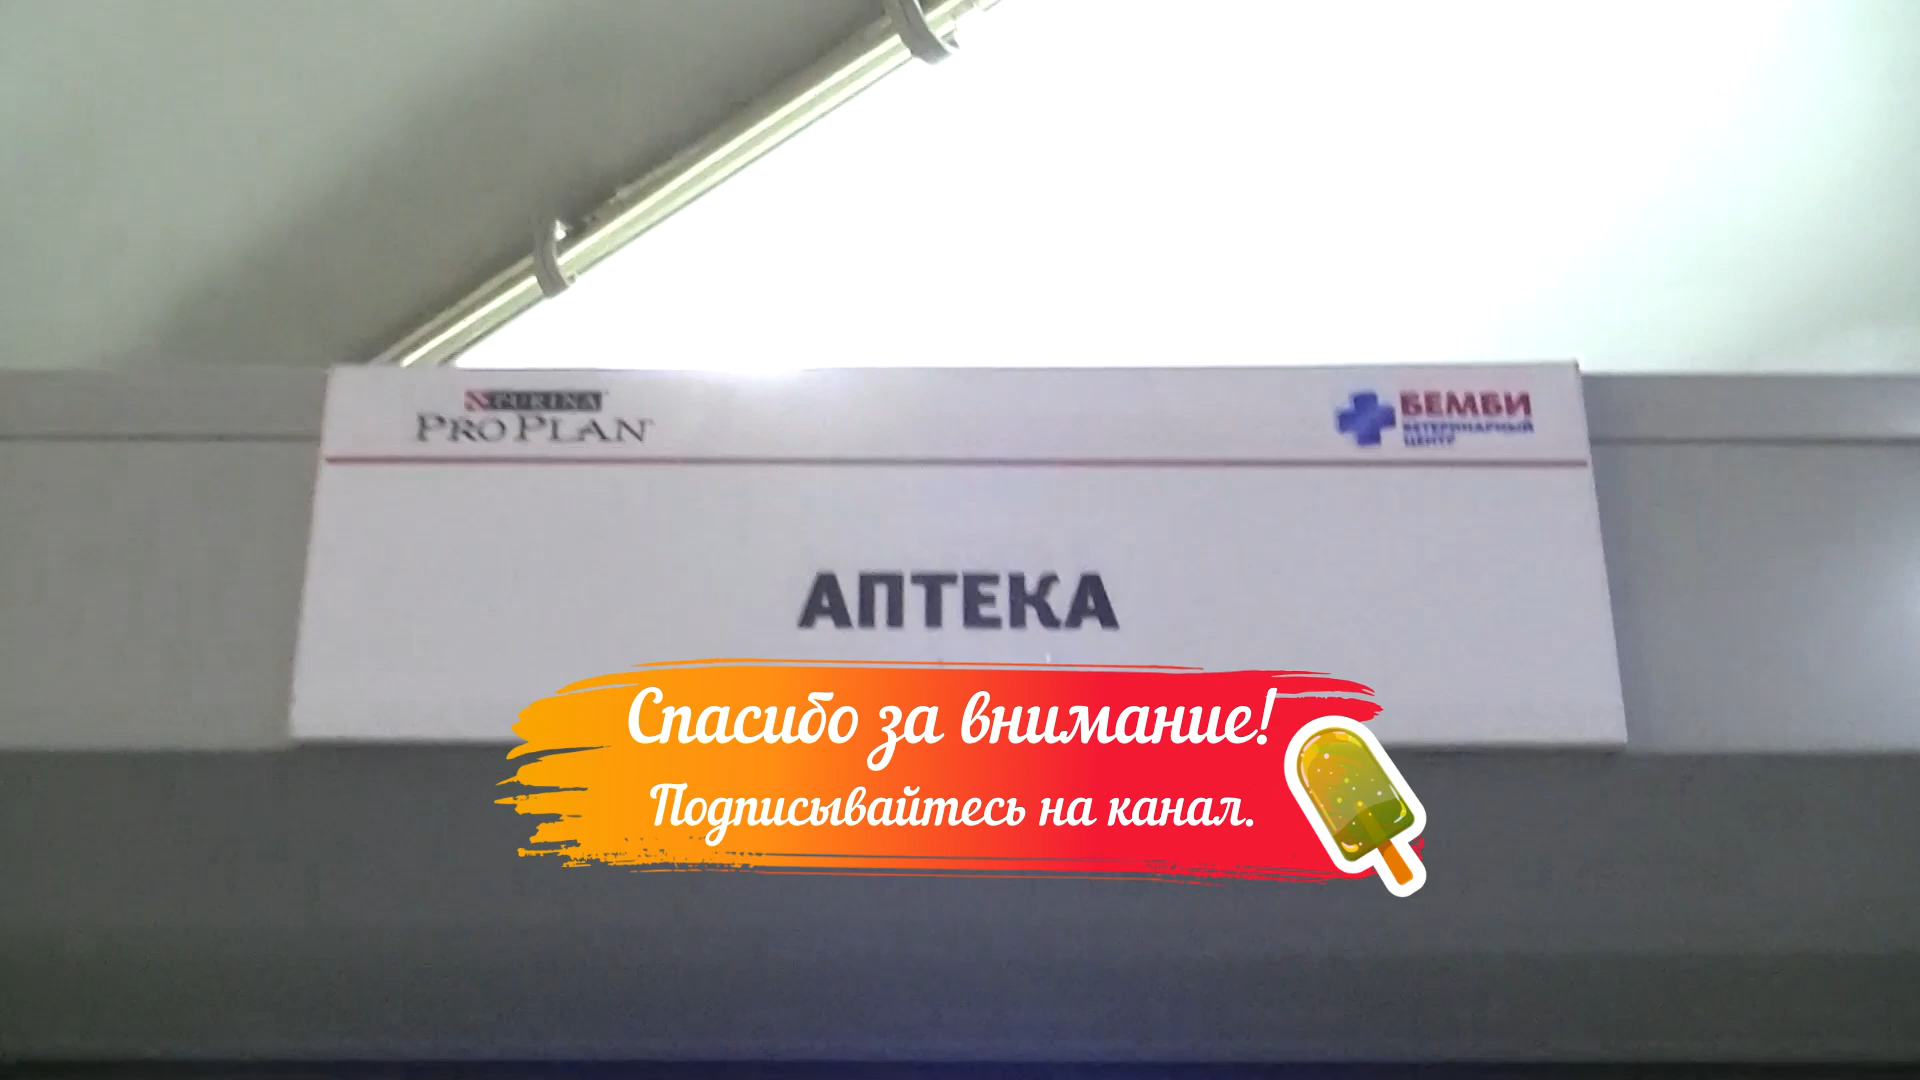 PURINA
PRO PLAN
БЕМБИ
ВЕТЕРИНАРНЫЙ
ЦЕНТР
АПТЕКА
Спасибо за внимание!
Подписывайтесь на канал.